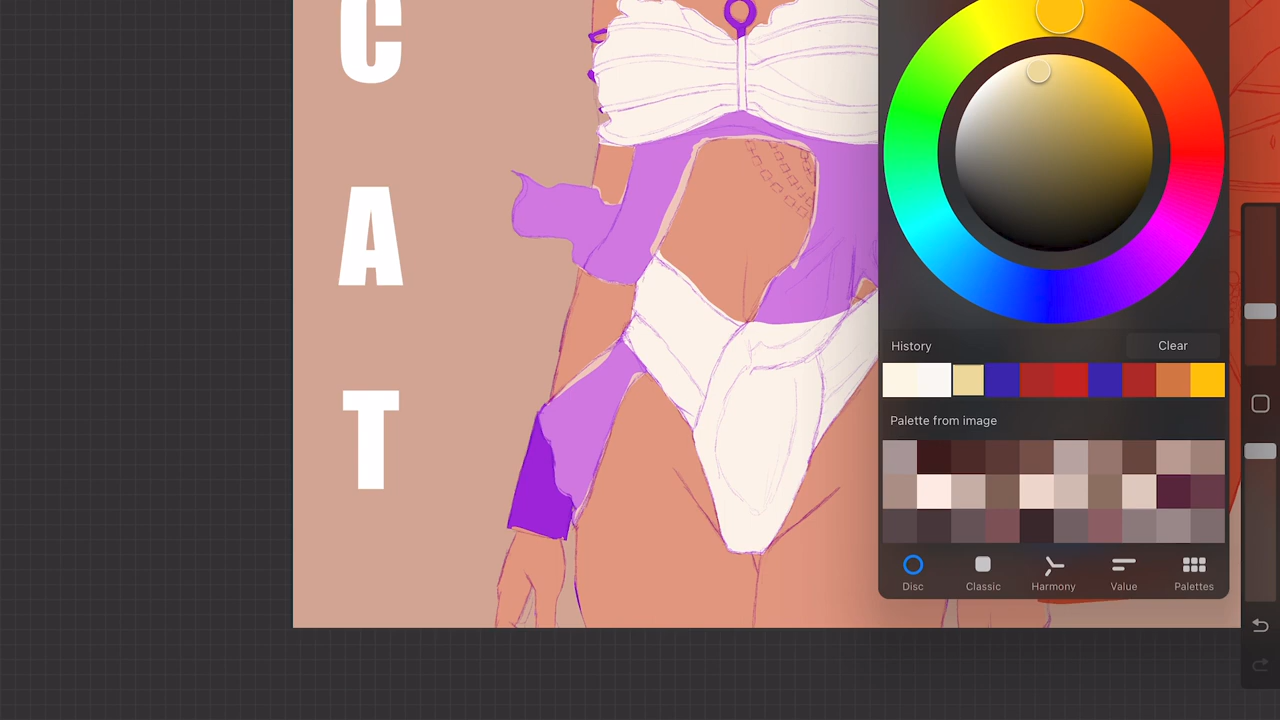 C
A
T
History
Clear
Palette from image
Disc
Classic
Harmony
Value
Palettes